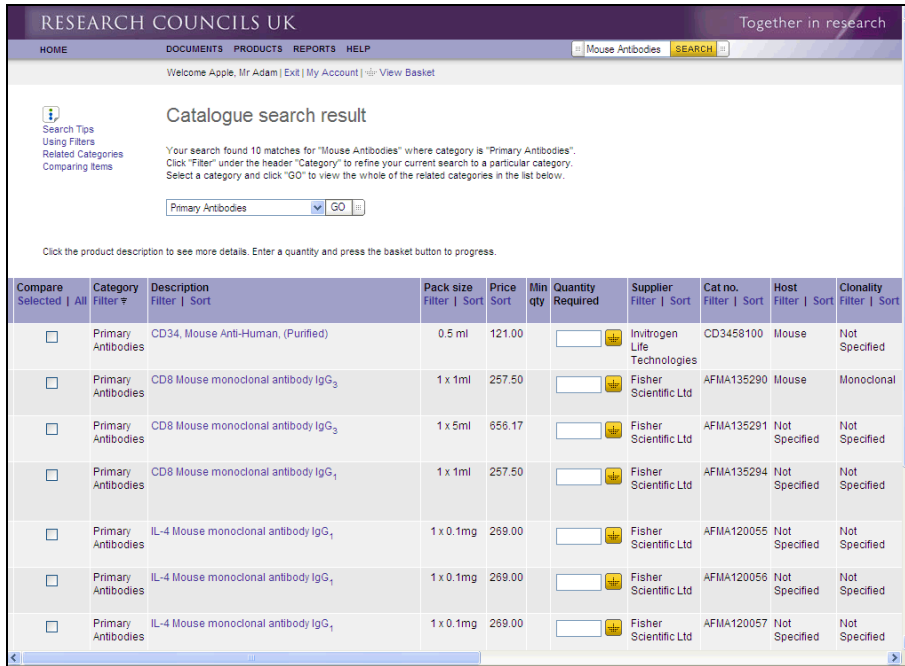 RESEARCH COUNCILS UK
Together in research
HOME DOCUMENTS PRODUCTS REPORTS HELP Mouse Antibodies SEARCH
Welcome Apple, Mr Adam | Exit | My Account | View Basket
Search Tips
Using Filters
Related Categories
Comparing Items
Catalogue search result
Your search found 10 matches for "Mouse Antibodies" where category is "Primary Antibodies".
Click "Filter" under the header "Category" to refine your current search to a particular category.
Select a category and click "GO" to view the whole of the related categories in the list below.
Primary Antibodies GO
Click the product description to see more details. Enter a quantity and press the basket button to progress.
Compare Category Description Pack size Price Min Quantity Supplier Cat no. Host Clonality
Selected | All Filter Filter | Sort Filter | Sort Sort qty Required Filter | Sort Filter | Sort Filter | Sort Filter | Sort
Primary CD34, Mouse Anti-Human, (Purified) 0.5 ml 121.00 Invitrogen CD3458100 Mouse Not
Antibodies Life Specified
Technologies
Primary CD8 Mouse monoclonal antibody IgG3 1 x 1ml 257.50 Fisher AFMA135290 Mouse Monoclonal
Antibodies Scientific Ltd
Primary CD8 Mouse monoclonal antibody IgG3 1 x 5ml 656.17 Fisher AFMA135291 Not Not
Antibodies Scientific Ltd Specified Specified
Primary CD8 Mouse monoclonal antibody IgG1 1 x 1ml 257.50 Fisher AFMA135294 Not Not
Antibodies Scientific Ltd Specified Specified
Primary IL-4 Mouse monoclonal antibody IgG1 1 x 0.1mg 269.00 Fisher AFMA120055 Not Not
Antibodies Scientific Ltd Specified Specified
Primary IL-4 Mouse monoclonal antibody IgG1 1 x 0.1mg 269.00 Fisher AFMA120056 Not Not
Antibodies Scientific Ltd Specified Specified
Primary IL-4 Mouse monoclonal antibody IgG1 1 x 0.1mg 269.00 Fisher AFMA120057 Not Not
Antibodies Scientific Ltd Specified Specified